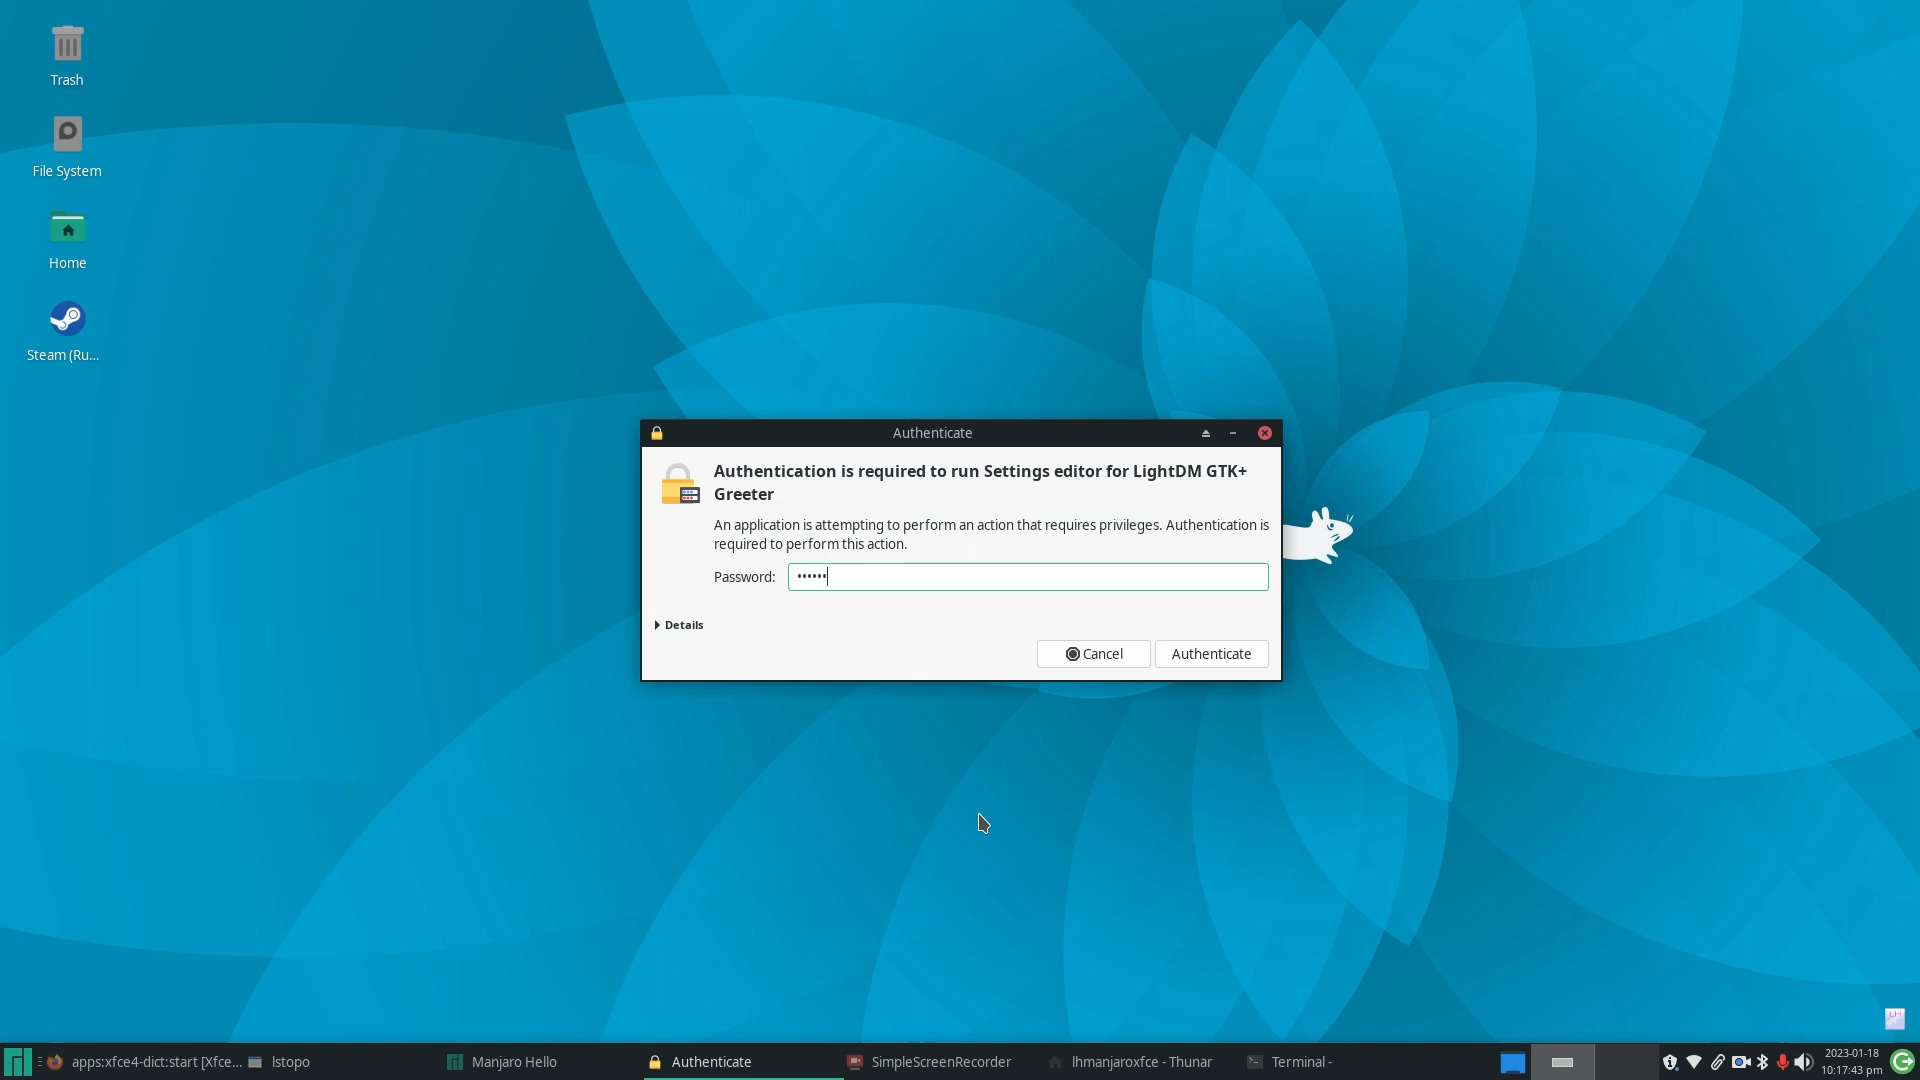 Trash
File System
Home
Steam (Ru...
Authenticate
Authentication is required to run Settings editor for LightDM GTK+
Greeter
An application is attempting to perform an action that requires privileges. Authentication is
required to perform this action.
Password: ••••••
Details
Cancel
Authenticate
LH
apps:xfce4-dict:start [Xfce...
lstopo
Manjaro Hello
Authenticate
SimpleScreenRecorder
lhmanjaroxfce - Thunar
Terminal -
2023-01-18
10:17:43 pm